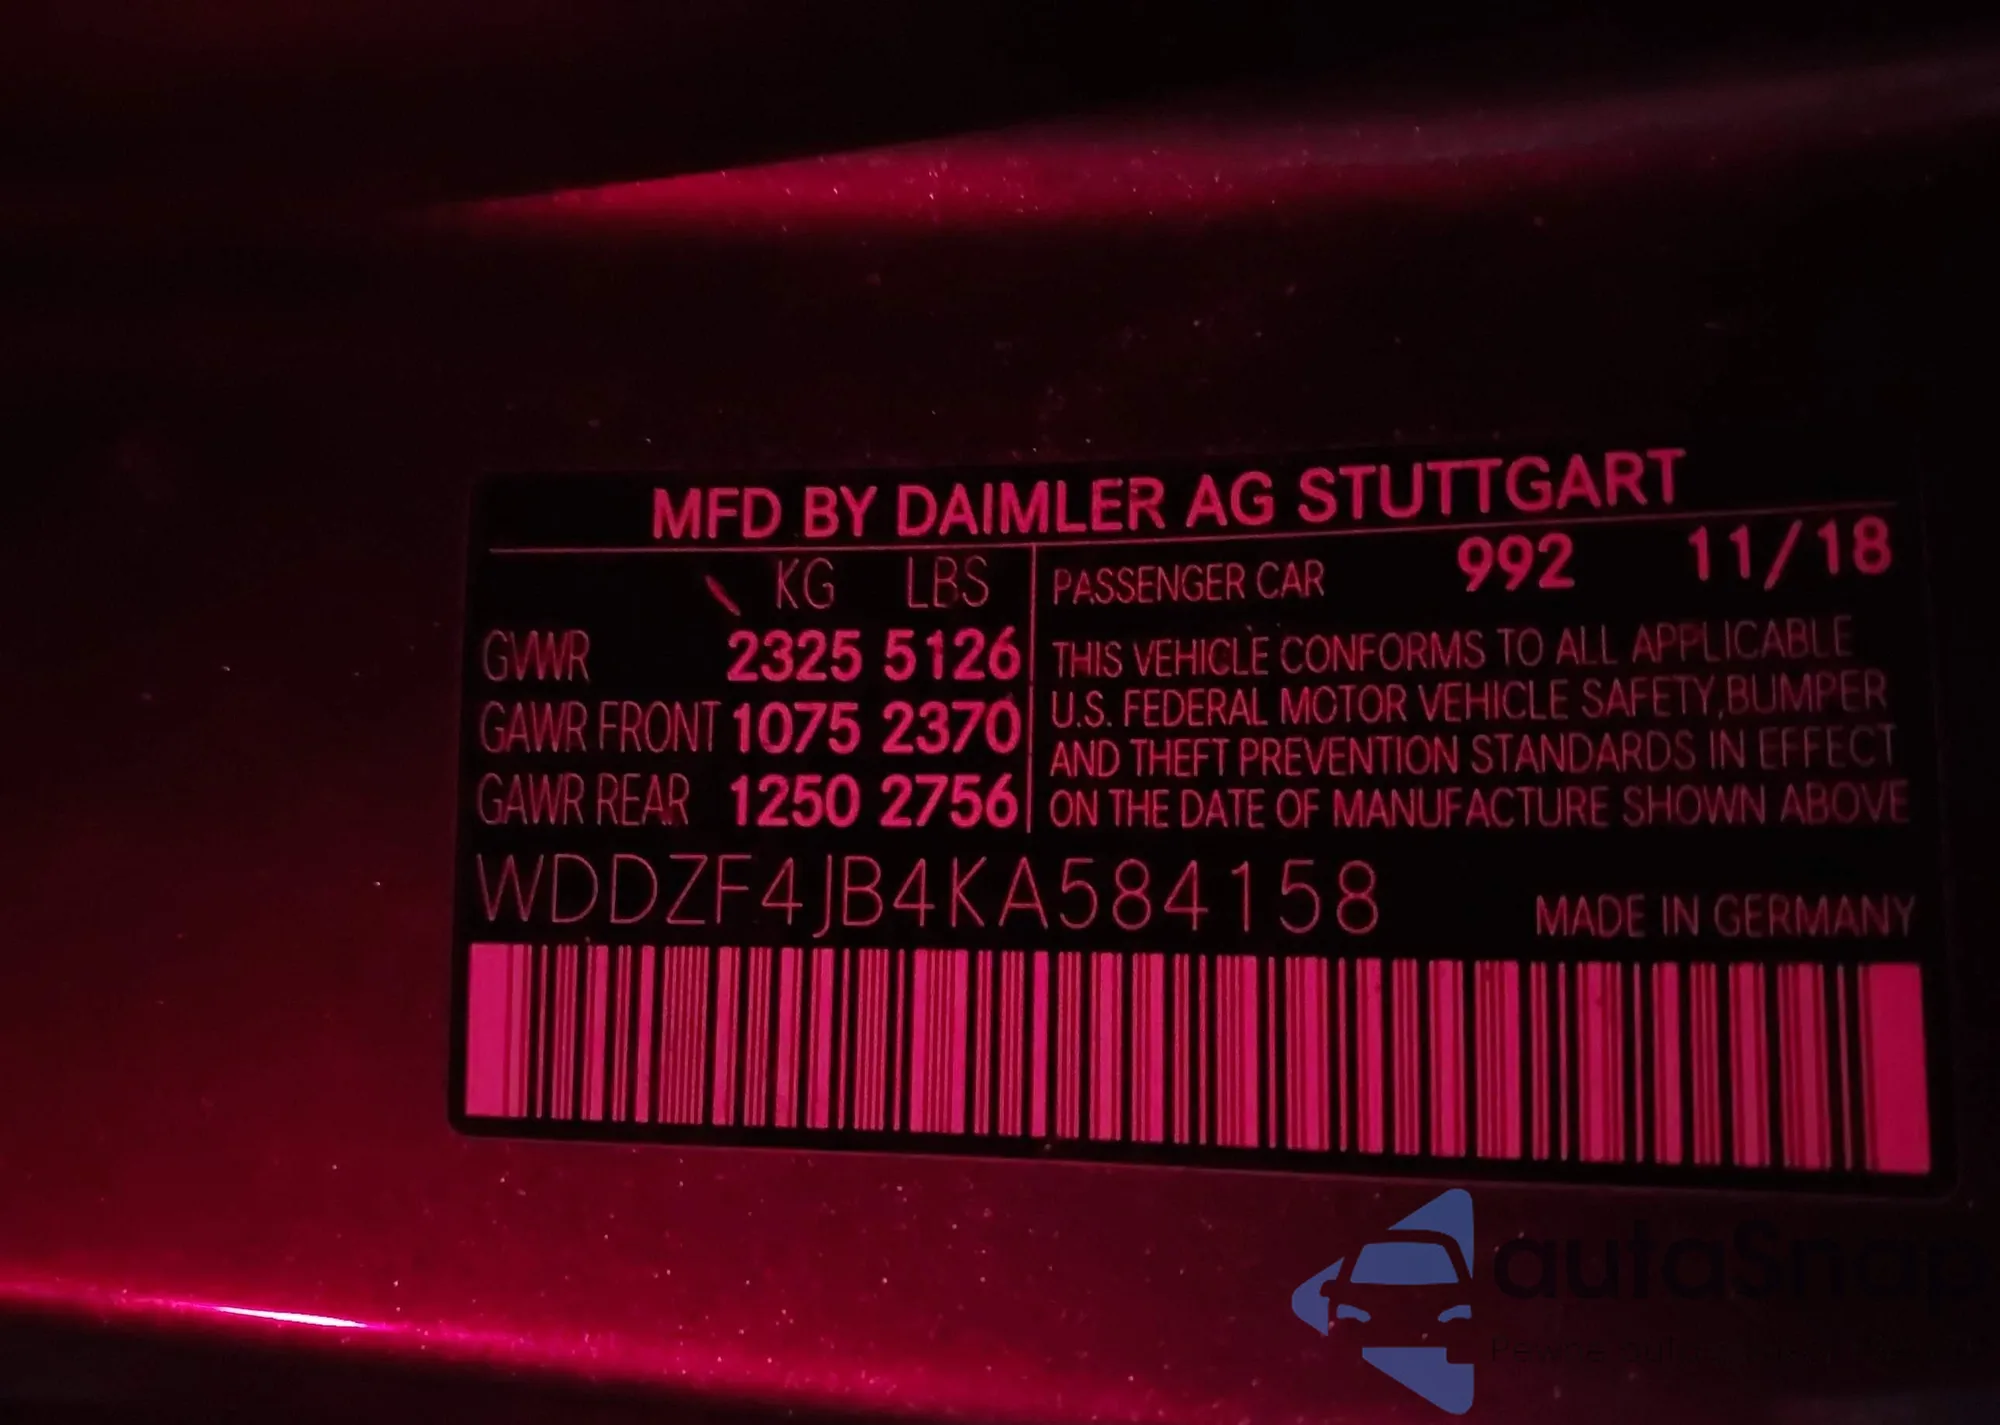 MFD BY DAIMLER AG STUTTGART
KG LBS
GVWR 2325 5126
GAWR FRONT 1075 2370
GAWR REAR 1250 2756
PASSENGER CAR 992 11/18
THIS VEHICLE CONFORMS TO ALL APPLICABLE
U.S. FEDERAL MOTOR VEHICLE SAFETY,BUMPER
AND THEFT PREVENTION STANDARDS IN EFFECT
ON THE DATE OF MANUFACTURE SHOWN ABOVE
WDDZF4JB4KA584158
MADE IN GERMANY
autaSnap